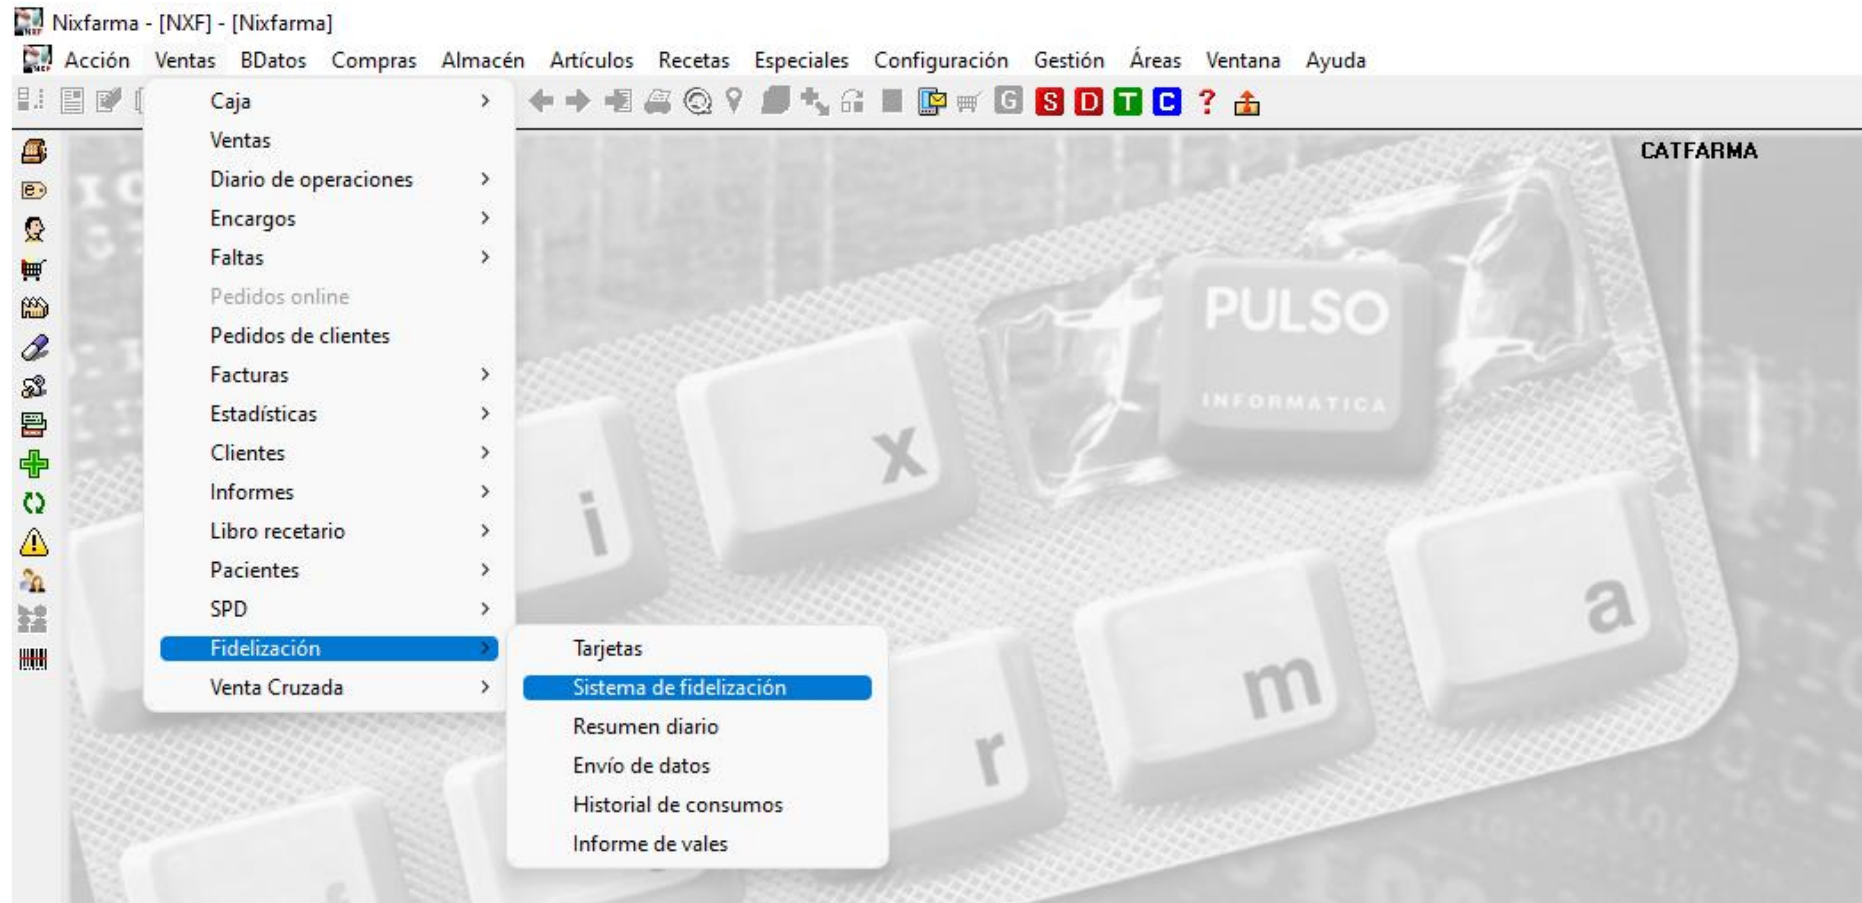 Nixfarma - [NXF] - [Nixfarma]
Acción Ventas BDatos Compras Almacén Artículos Recetas Especiales Configuración Gestión Áreas Ventana Ayuda
G S D T C ?
CATFARMA
Caja
Ventas
Diario de operaciones
Encargos
Faltas
Pedidos online
Pedidos de clientes
Facturas
Estadísticas
Clientes
Informes
Libro recetario
Pacientes
SPD
Fidelización
Venta Cruzada
Tarjetas
Sistema de fidelización
Resumen diario
Envío de datos
Historial de consumos
Informe de vales
PULSO
INFORMATICA
i x
r m a